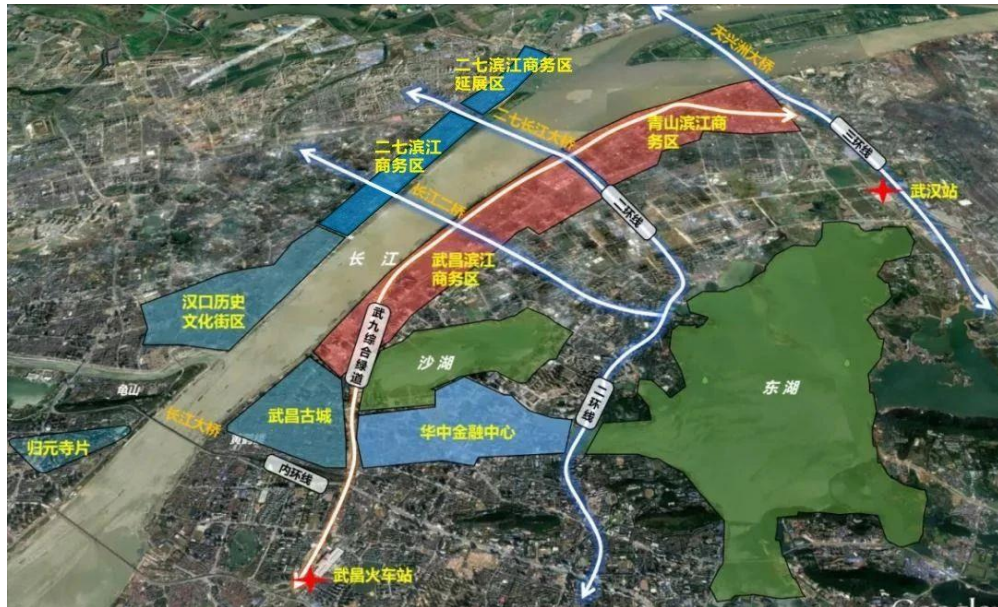 天兴洲大桥
二七滨江商务区
延展区
二七长江大桥
青山滨江商
务区
二七滨江
商务区
三环线
武汉站
长江二桥
二环线
长 江
武昌滨江
商务区
汉口历史
文化街区
武九综合绿道
沙湖
东湖
龟山
长江大桥
武昌古城
华中金融中心
二环线
归元寺片
内环线
武昌火车站